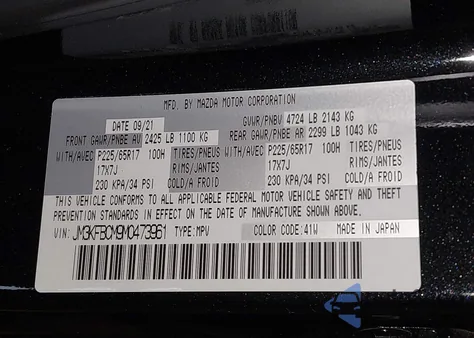 MFD. BY MAZDA MOTOR CORPORATION
DATE 09/21 GVWR/PNBV 4724 LB 2143 KG
FRONT GAWR/PNBE AV 2425 LB 1100 KG REAR GAWR/PNBE AR 2299 LB 1043 KG
WITH/AVEC P225/65R17 100H TIRES/PNEUS WITH/AVEC P225/65R17 100H TIRES/PNEUS
17X7J RIMS/JANTES 17X7J RIMS/JANTES
230 KPA/34 PSI COLD/A FROID 230 KPA/34 PSI COLD/A FROID
THIS VEHICLE CONFORMS TO ALL APPLICABLE FEDERAL MOTOR VEHICLE SAFETY AND THEFT
PREVENTION STANDARDS IN EFFECT ON THE DATE OF MANUFACTURE SHOWN ABOVE.
VIN: JM3KFBCM9M0473961 TYPE:MPV COLOR CODE:41W MADE IN JAPAN